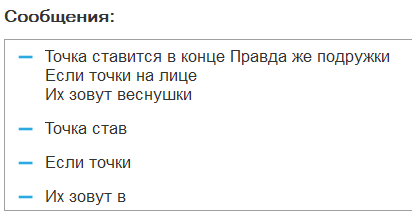 Сообщения:
Точка ставится в конце Правда же подружки
Если точки на лице
Их зовут веснушки
Точка став
Если точки
Их зовут в